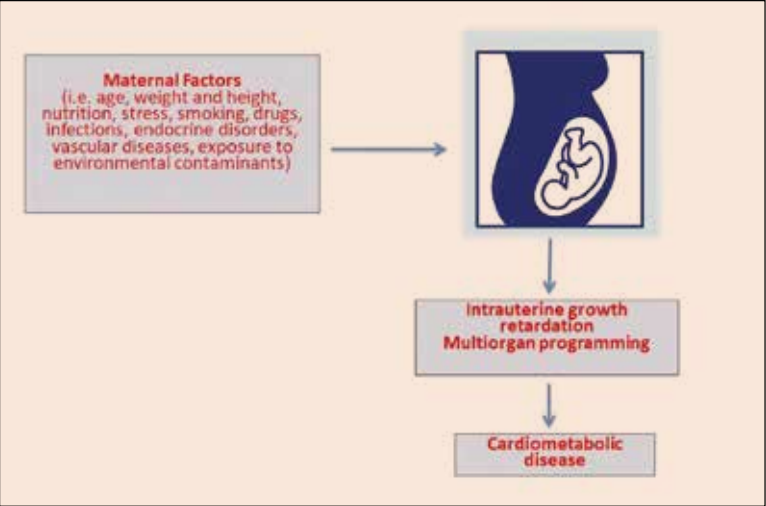 Maternal Factors
(i.e. age, weight and height,
nutrition, stress, smoking, drugs,
infections, endocrine disorders,
vascular diseases, exposure to
environmental contaminants)
Intrauterine growth
retardation
Multiorgan programming
Cardiometabolic
disease